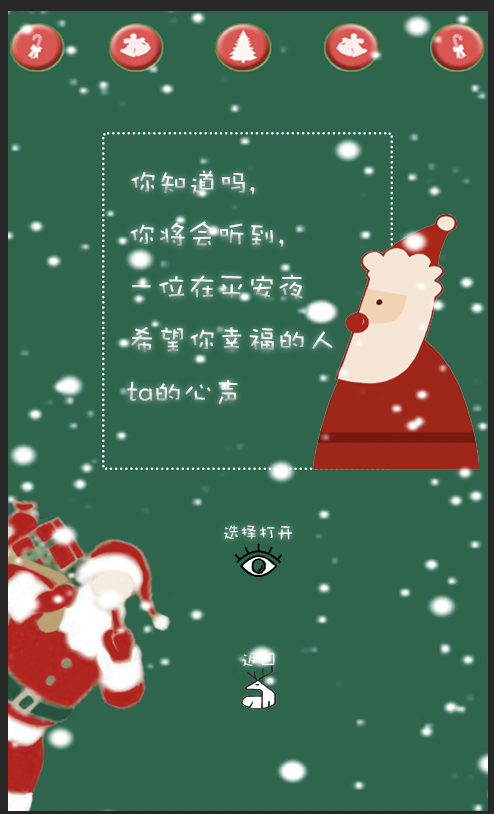 你知道吗，
你将会听到，
一位在平安夜
希望你幸福的人
ta的心声
选择打开
返回